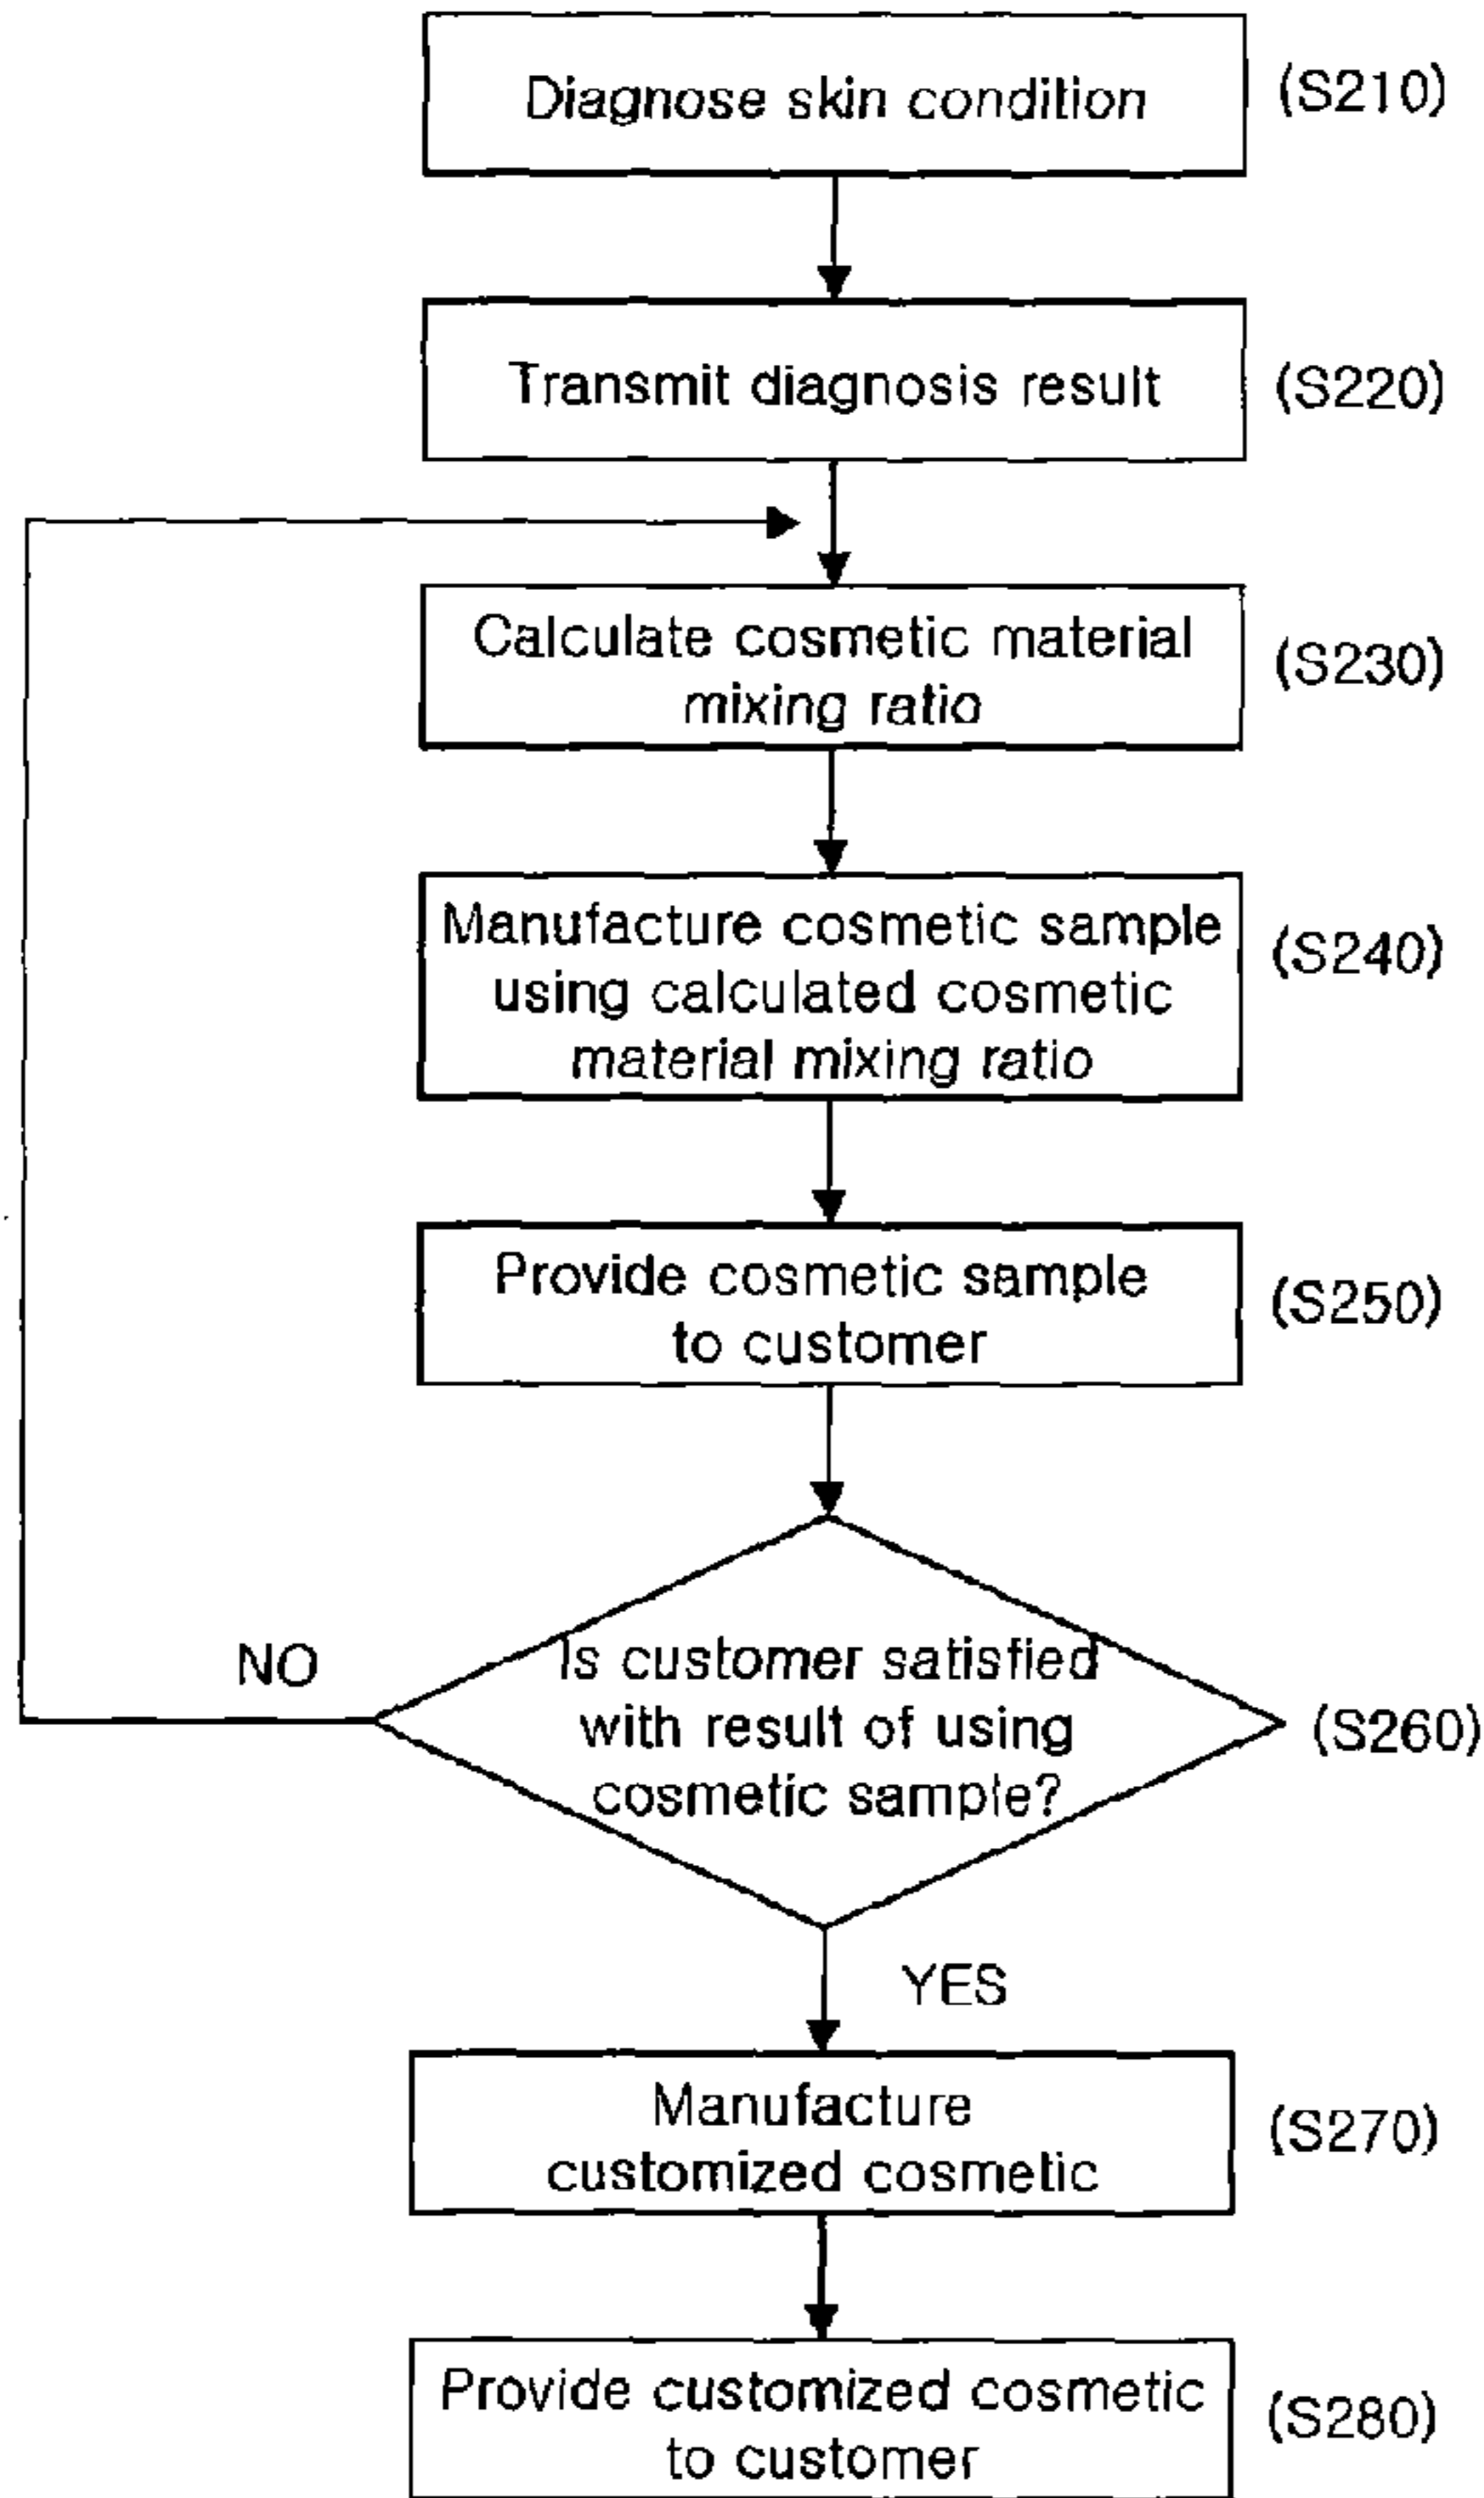 Diagnose skin condition (S210)
Transmit diagnosis result (S220)
Calculate cosmetic material
mixing ratio
(S230)
Manufacture cosmetic sample
using calculated cosmetic
material mixing ratio
(S240)
Provide cosmetic sample
to customer
(S250)
Is customer satisfied
with result of using
cosmetic sample?
(S260)
NO
YES
Manufacture
customized cosmetic
(S270)
Provide customized cosmetic
to customer
(S280)